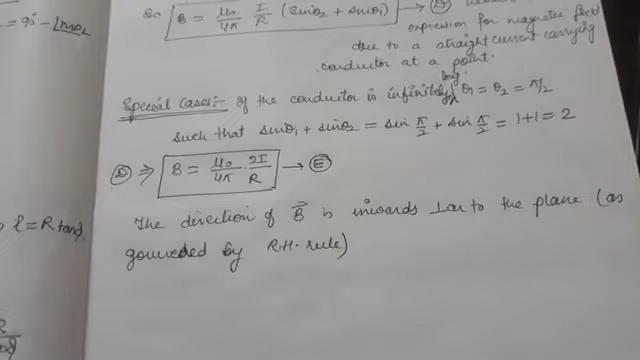 = 90° -
So B = μ0/4π I/R (sinθ2 + sinθ1) → D
expression for magnetic field
due to a straight current carrying
conductor at a point.
Special Cases:- If the conductor is infinitely long θ1 = θ2 = π/2
such that sinθ1 + sinθ2 = sin π/2 + sin π/2 = 1+1 = 2
D ⇒ B = μ0/4π · 2I/R → E
The direction of B⃗ is inwards ⊥ar to the plane (as
l = R tanθ,
by RH. rule)